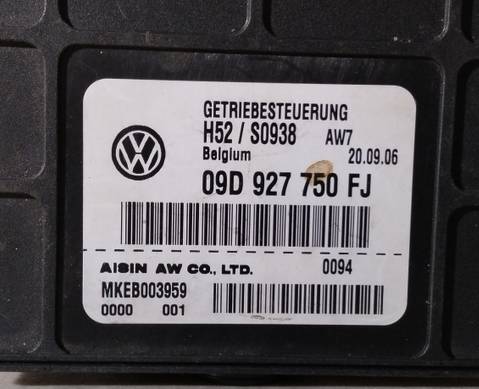 GETRIEBESTEUERUNG
H52 / S0938 AW7
Belgium 20.09.06
09D 927 750 FJ
AISIN AW CO., LTD. 0094
MKEB003959
0000 001